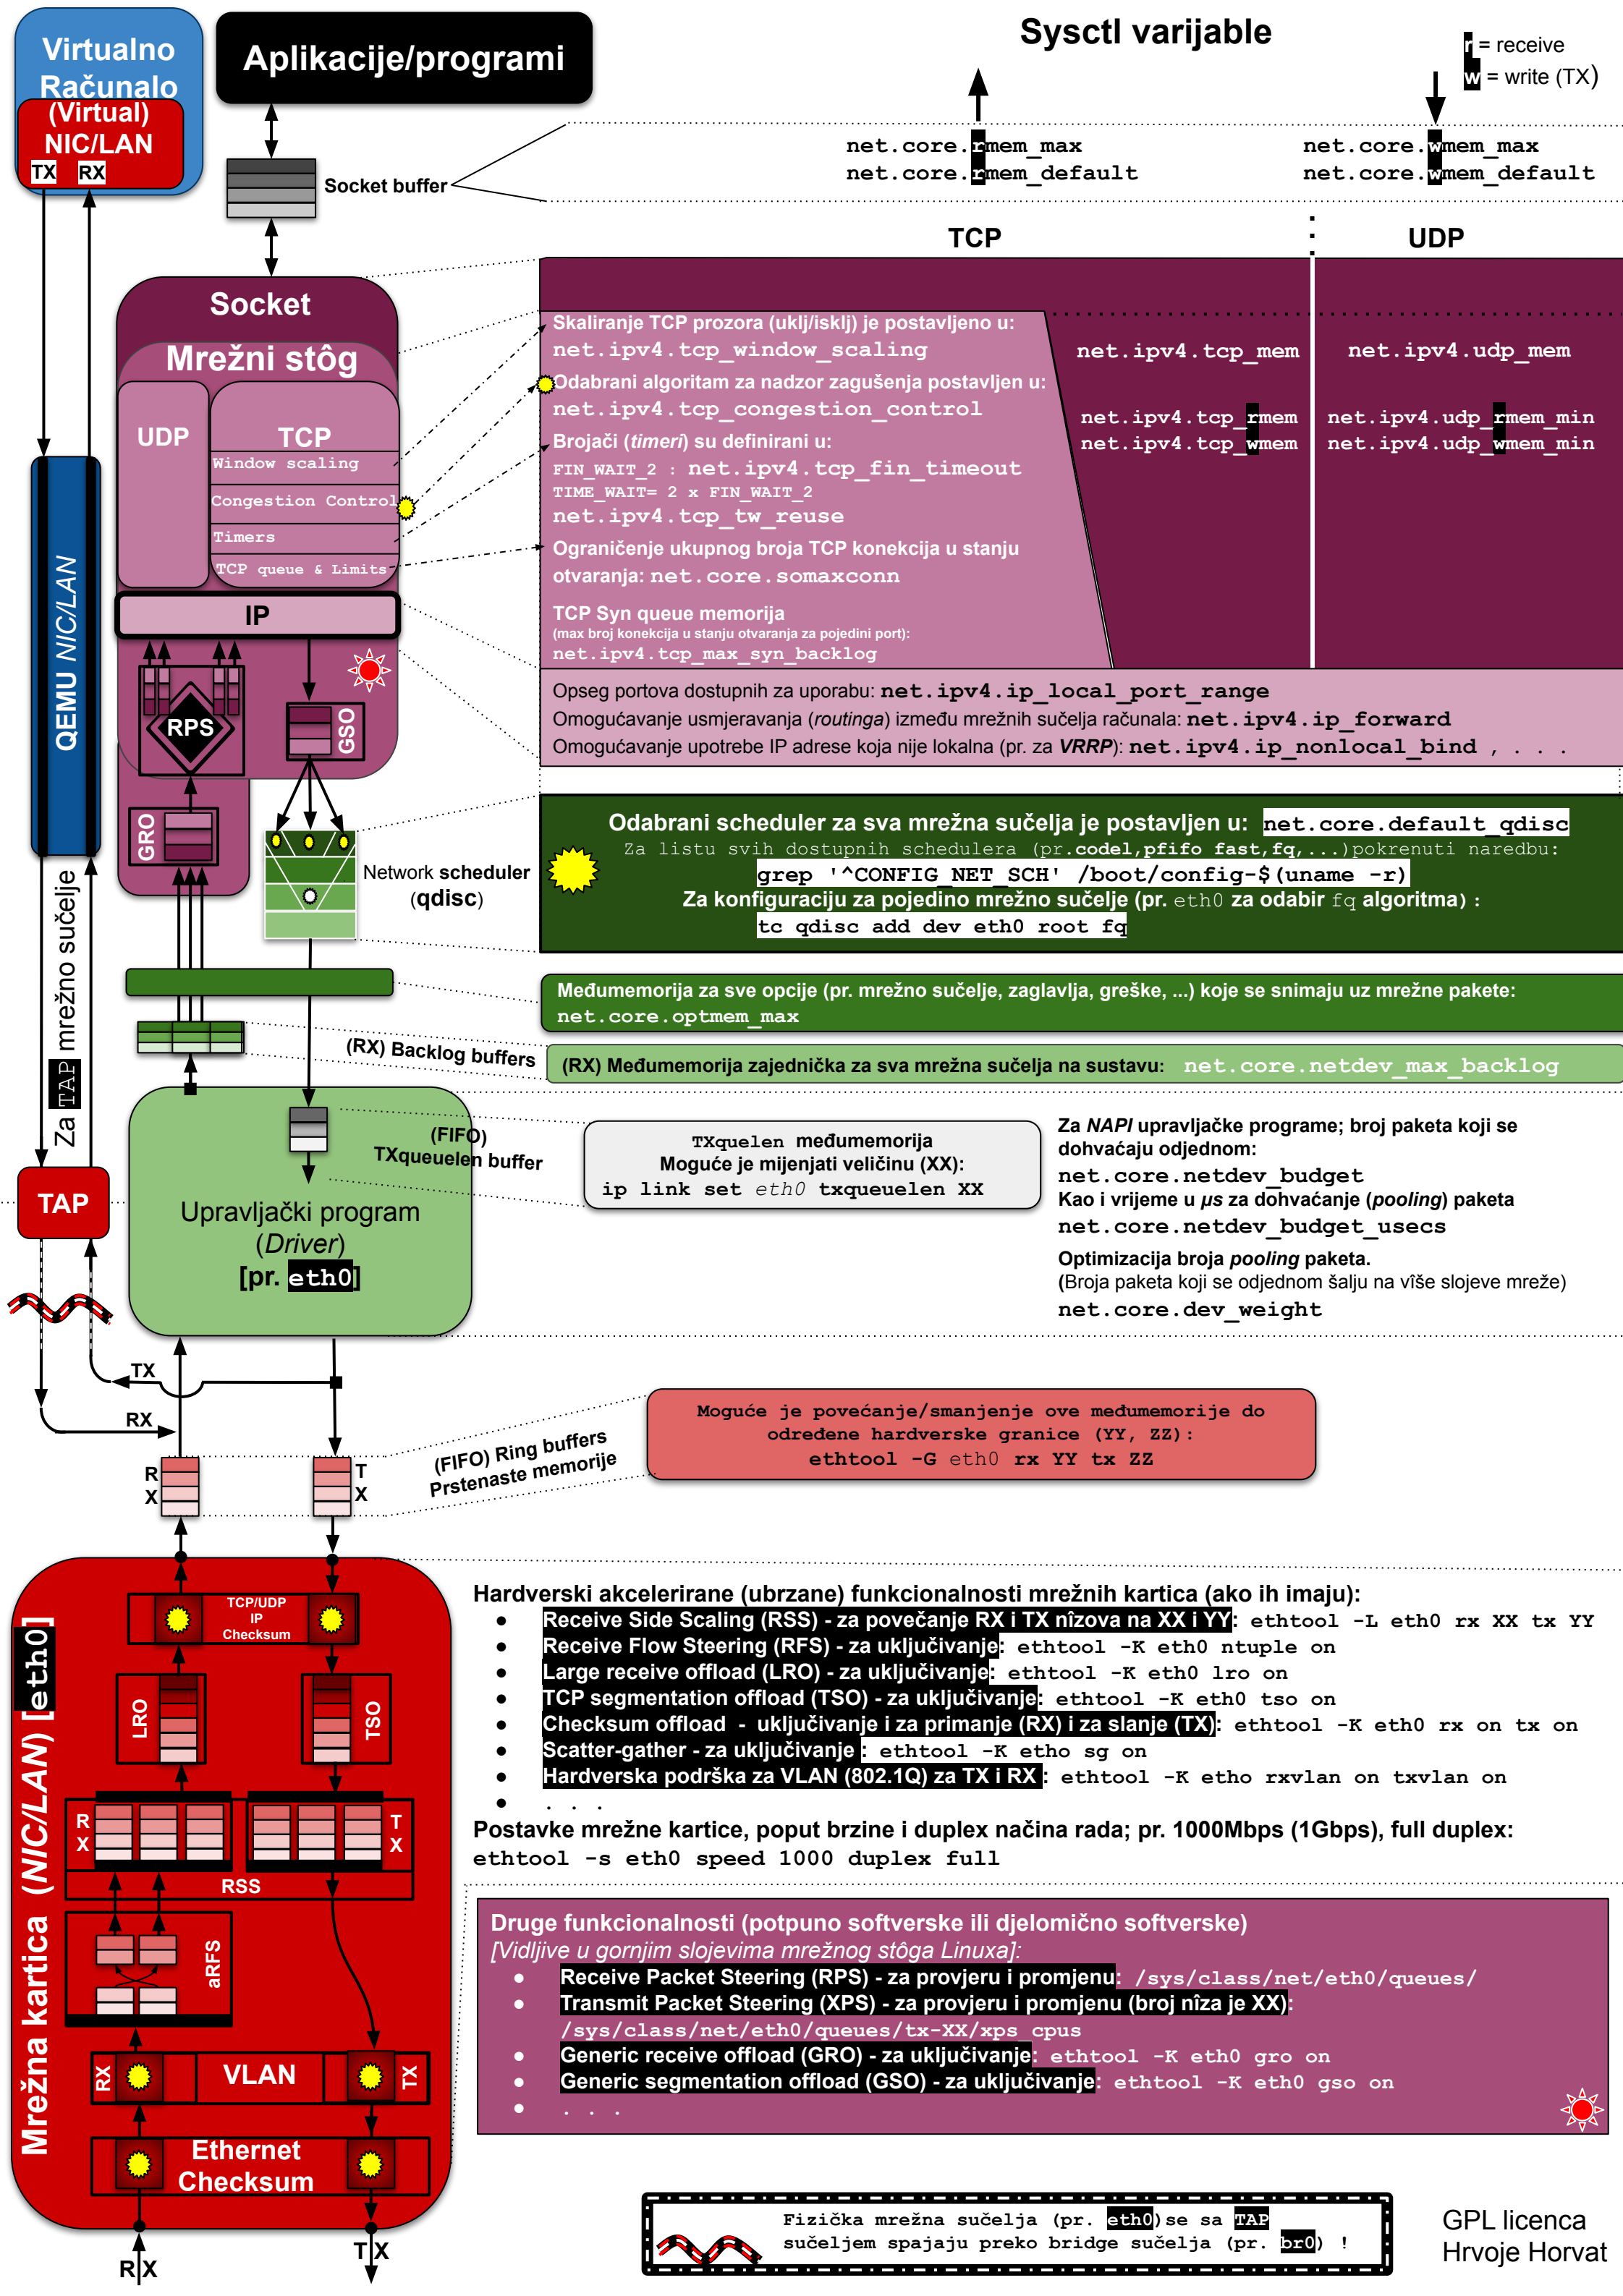 Virtualno
Računalo
(Virtual)
NIC/LAN
TX RX
Aplikacije/programi
Sysctl varijable
r = receive
w = write (TX)
Socket buffer
net.core.rmem_max
net.core.rmem_default
net.core.wmem_max
net.core.wmem_default
TCP
UDP
Socket
Mrežni stôg
UDP
TCP
Window scaling
Congestion Control
Timers
TCP queue & Limits
IP
RPS
GSO
GRO
Skaliranje TCP prozora (uklj/isklj) je postavljeno u:
net.ipv4.tcp_window_scaling
Odabrani algoritam za nadzor zagušenja postavljen u:
net.ipv4.tcp_congestion_control
Brojači (timeri) su definirani u:
FIN_WAIT_2 : net.ipv4.tcp_fin_timeout
TIME_WAIT= 2 x FIN_WAIT_2
net.ipv4.tcp_tw_reuse
Ograničenje ukupnog broja TCP konekcija u stanju
otvaranja: net.core.somaxconn
TCP Syn queue memorija
(max broj konekcija u stanju otvaranja za pojedini port):
net.ipv4.tcp_max_syn_backlog
net.ipv4.tcp_mem
net.ipv4.tcp_rmem
net.ipv4.tcp_wmem
net.ipv4.udp_mem
net.ipv4.udp_rmem_min
net.ipv4.udp_wmem_min
Opseg portova dostupnih za uporabu: net.ipv4.ip_local_port_range
Omogućavanje usmjeravanja (routinga) između mrežnih sučelja računala: net.ipv4.ip_forward
Omogućavanje upotrebe IP adrese koja nije lokalna (pr. za VRRP): net.ipv4.ip_nonlocal_bind , . . .
QEMU NIC/LAN
Za TAP mrežno sučelje
Network scheduler
(qdisc)
Odabrani scheduler za sva mrežna sučelja je postavljen u: net.core.default_qdisc
Za listu svih dostupnih schedulera (pr.codel,pfifo fast,fq,...)pokrenuti naredbu:
grep '^CONFIG_NET_SCH' /boot/config-$(uname -r)
Za konfiguraciju za pojedino mrežno sučelje (pr. eth0 za odabir fq algoritma):
tc qdisc add dev eth0 root fq
Međumemorija za sve opcije (pr. mrežno sučelje, zaglavlja, greške, ...) koje se snimaju uz mrežne pakete:
net.core.optmem_max
(RX) Backlog buffers
(RX) Međumemorija zajednička za sva mrežna sučelja na sustavu: net.core.netdev_max_backlog
(FIFO)
TXqueuelen buffer
TXquelen međumemorija
Moguće je mijenjati veličinu (XX):
ip link set eth0 txqueuelen XX
Za NAPI upravljačke programe; broj paketa koji se
dohvaćaju odjednom:
net.core.netdev_budget
Kao i vrijeme u µs za dohvaćanje (pooling) paketa
net.core.netdev_budget_usecs
Optimizacija broja pooling paketa.
(Broja paketa koji se odjednom šalju na vîše slojeve mreže)
net.core.dev_weight
TAP
Upravljački program
(Driver)
[pr. eth0]
TX
RX
RX
TX
(FIFO) Ring buffers
Prstenaste memorije
Moguće je povećanje/smanjenje ove međumemorije do
određene hardverske granice (YY, ZZ):
ethtool -G eth0 rx YY tx ZZ
Mrežna kartica (NIC/LAN) [eth0]
TCP/UDP
IP
Checksum
LRO
TSO
RX
TX
RSS
aRFS
RX
VLAN
TX
Ethernet
Checksum
RX
TX
Hardverski akcelerirane (ubrzane) funkcionalnosti mrežnih kartica (ako ih imaju):
● Receive Side Scaling (RSS) - za povečanje RX i TX nîzova na XX i YY: ethtool -L eth0 rx XX tx YY
● Receive Flow Steering (RFS) - za uključivanje: ethtool -K eth0 ntuple on
● Large receive offload (LRO) - za uključivanje: ethtool -K eth0 lro on
● TCP segmentation offload (TSO) - za uključivanje: ethtool -K eth0 tso on
● Checksum offload - uključivanje i za primanje (RX) i za slanje (TX): ethtool -K eth0 rx on tx on
● Scatter-gather - za uključivanje : ethtool -K etho sg on
● Hardverska podrška za VLAN (802.1Q) za TX i RX : ethtool -K etho rxvlan on txvlan on
● . . .
Postavke mrežne kartice, poput brzine i duplex načina rada; pr. 1000Mbps (1Gbps), full duplex:
ethtool -s eth0 speed 1000 duplex full
Druge funkcionalnosti (potpuno softverske ili djelomično softverske)
[Vidljive u gornjim slojevima mrežnog stôga Linuxa]:
● Receive Packet Steering (RPS) - za provjeru i promjenu: /sys/class/net/eth0/queues/
● Transmit Packet Steering (XPS) - za provjeru i promjenu (broj nîza je XX):
/sys/class/net/eth0/queues/tx-XX/xps_cpus
● Generic receive offload (GRO) - za uključivanje: ethtool -K eth0 gro on
● Generic segmentation offload (GSO) - za uključivanje: ethtool -K eth0 gso on
● . . .
Fizička mrežna sučelja (pr. eth0)se sa TAP
sučeljem spajaju preko bridge sučelja (pr. br0) !
GPL licenca
Hrvoje Horvat